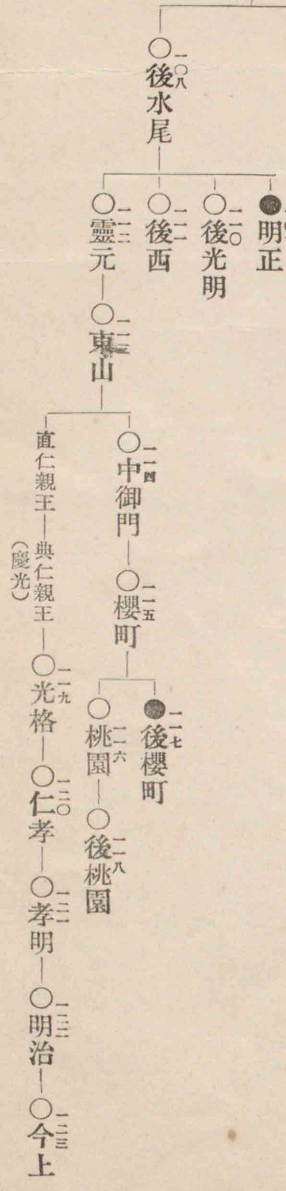 ●明正
○後光明 一一〇
○後西 一一一
○後水尾 一〇八
○靈元 一一二
○東山 一一三
○中御門 一一四
○櫻町 一一五
●後櫻町 一一七
○桃園 一一六
○後桃園 一一八
直仁親王
典仁親王
(慶光)
○光格 一一九
○仁孝 一二〇
○孝明 一二一
○明治 一二二
○今上 一二三